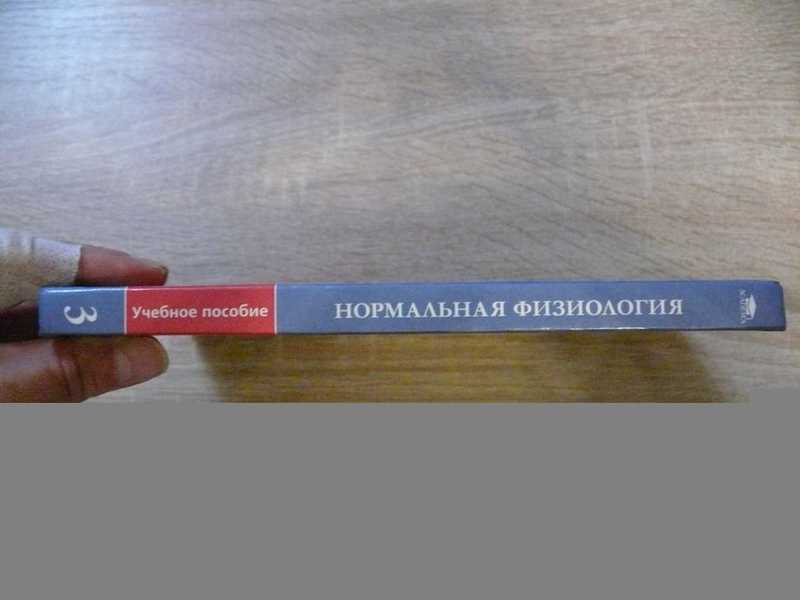 3
Учебное пособие
НОРМАЛЬНАЯ ФИЗИОЛОГИЯ